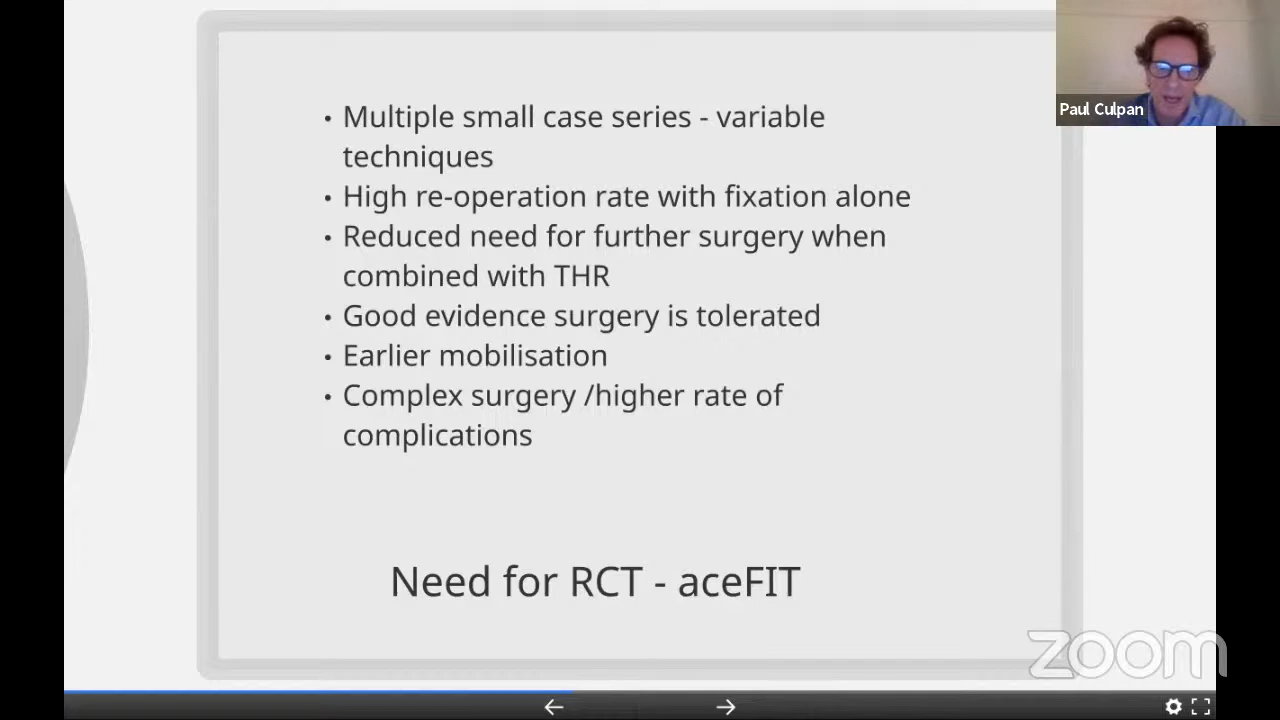 Paul Culpan
• Multiple small case series - variable
techniques
• High re-operation rate with fixation alone
• Reduced need for further surgery when
combined with THR
• Good evidence surgery is tolerated
• Earlier mobilisation
• Complex surgery /higher rate of
complications
Need for RCT - aceFIT
zoom